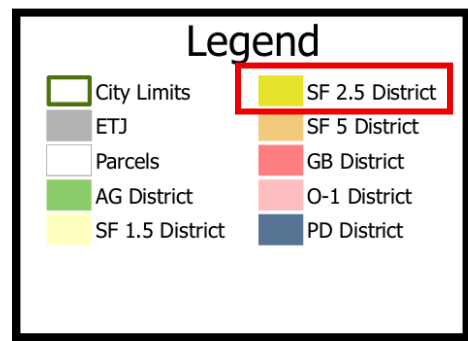 Legend
City Limits
ETJ
Parcels
AG District
SF 1.5 District
SF 2.5 District
SF 5 District
GB District
O-1 District
PD District